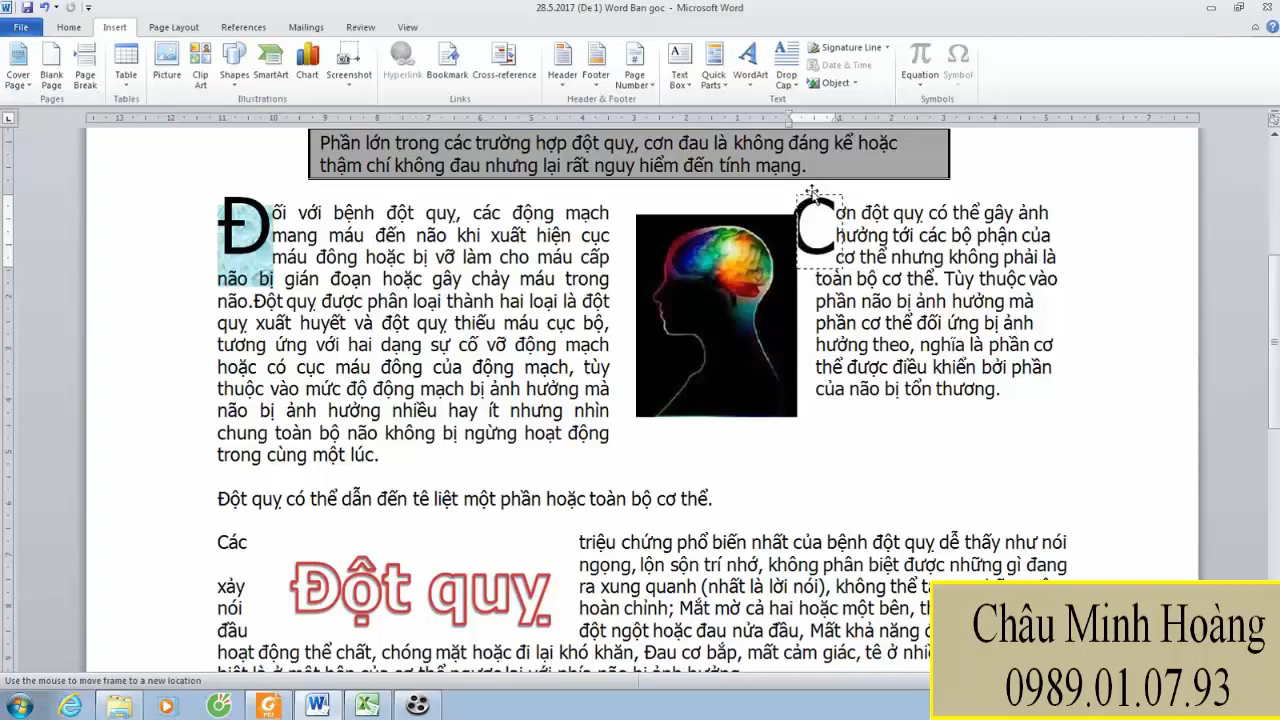 28.5.2017 (De 1) Word Ban goc - Microsoft Word
File Home Insert Page Layout References Mailings Review View
Cover Page Blank Page Page Break Table Picture Clip Art Shapes SmartArt Chart Screenshot Hyperlink Bookmark Cross-reference Header Footer Page Number Text Box Quick Parts WordArt Drop Cap Signature Line Date & Time Object Equation Symbol
Pages Tables Illustrations Links Header & Footer Text Symbols
Phần lớn trong các trường hợp đột quỵ, cơn đau là không đáng kể hoặc
thậm chí không đau nhưng lại rất nguy hiểm đến tính mạng.
Đối với bệnh đột quỵ, các động mạch
mang máu đến não khi xuất hiện cục
máu đông hoặc bị vỡ làm cho máu cấp
não bị gián đoạn hoặc gây chảy máu trong
não.Đột quỵ được phân loại thành hai loại là đột
quỵ xuất huyết và đột quỵ thiếu máu cục bộ,
tương ứng với hai dạng sự cố vỡ động mạch
hoặc có cục máu đông của động mạch, tùy
thuộc vào mức độ động mạch bị ảnh hưởng mà
não bị ảnh hưởng nhiều hay ít nhưng nhìn
chung toàn bộ não không bị ngừng hoạt động
trong cùng một lúc.
Cơn đột quỵ có thể gây ảnh
hưởng tới các bộ phận của
cơ thể nhưng không phải là
toàn bộ cơ thể. Tùy thuộc vào
phần não bị ảnh hưởng mà
phần cơ thể đối ứng bị ảnh
hưởng theo, nghĩa là phần cơ
thể được điều khiển bởi phần
của não bị tổn thương.
Đột quỵ có thể dẫn đến tê liệt một phần hoặc toàn bộ cơ thể.
Các triệu chứng phổ biến nhất của bệnh đột quỵ dễ thấy như nói
ngọng, lộn sộn trí nhớ, không phân biệt được những gì đang
xảy ra xung quanh (nhất là lời nói), không thể
nói hoàn chỉnh; Mắt mờ cả hai hoặc một bên,
đầu đột ngột hoặc đau nửa đầu, Mất khả năng
hoạt động thể chất, chóng mặt hoặc đi lại khó khăn, Đau cơ bắp, mất cảm giác, tê ở
Đột quỵ
Châu Minh Hoàng
0989.01.07.93
Use the mouse to move frame to a new location